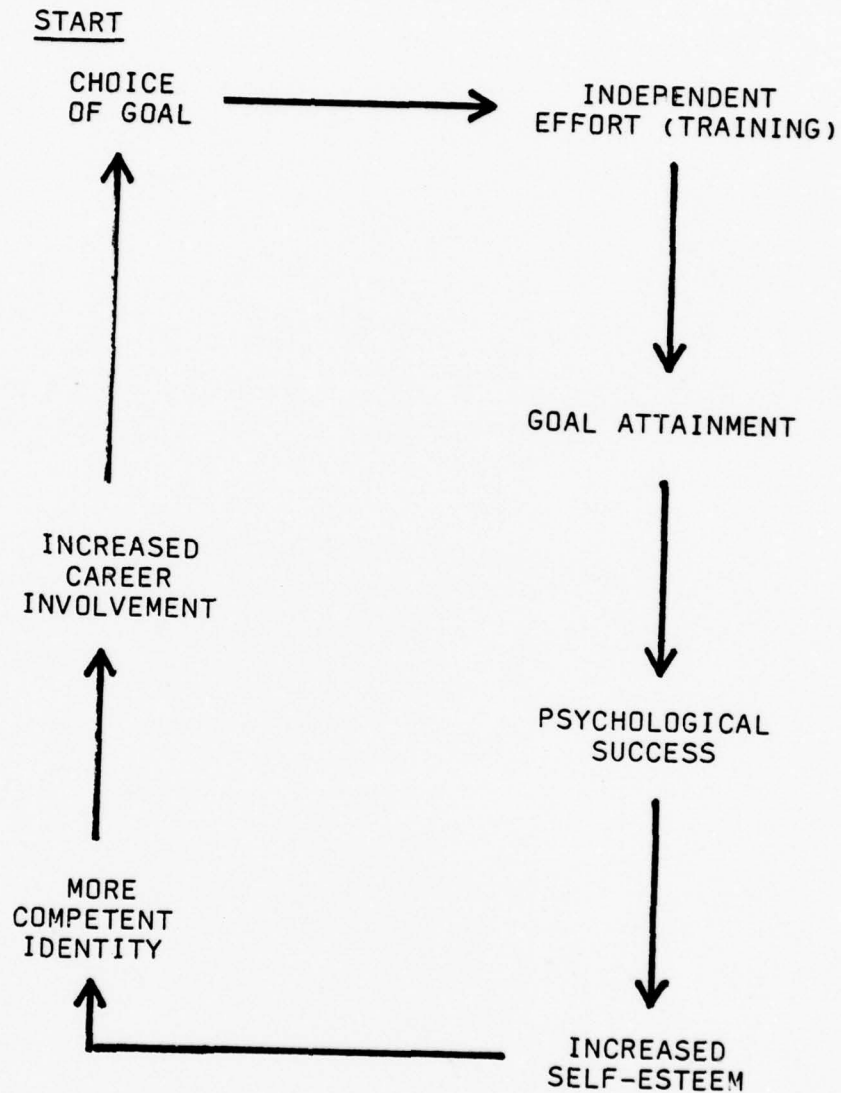 START
CHOICE
OF GOAL
INDEPENDENT
EFFORT (TRAINING)
GOAL ATTAINMENT
PSYCHOLOGICAL
SUCCESS
INCREASED
SELF-ESTEEM
MORE
COMPETENT
IDENTITY
INCREASED
CAREER
INVOLVEMENT